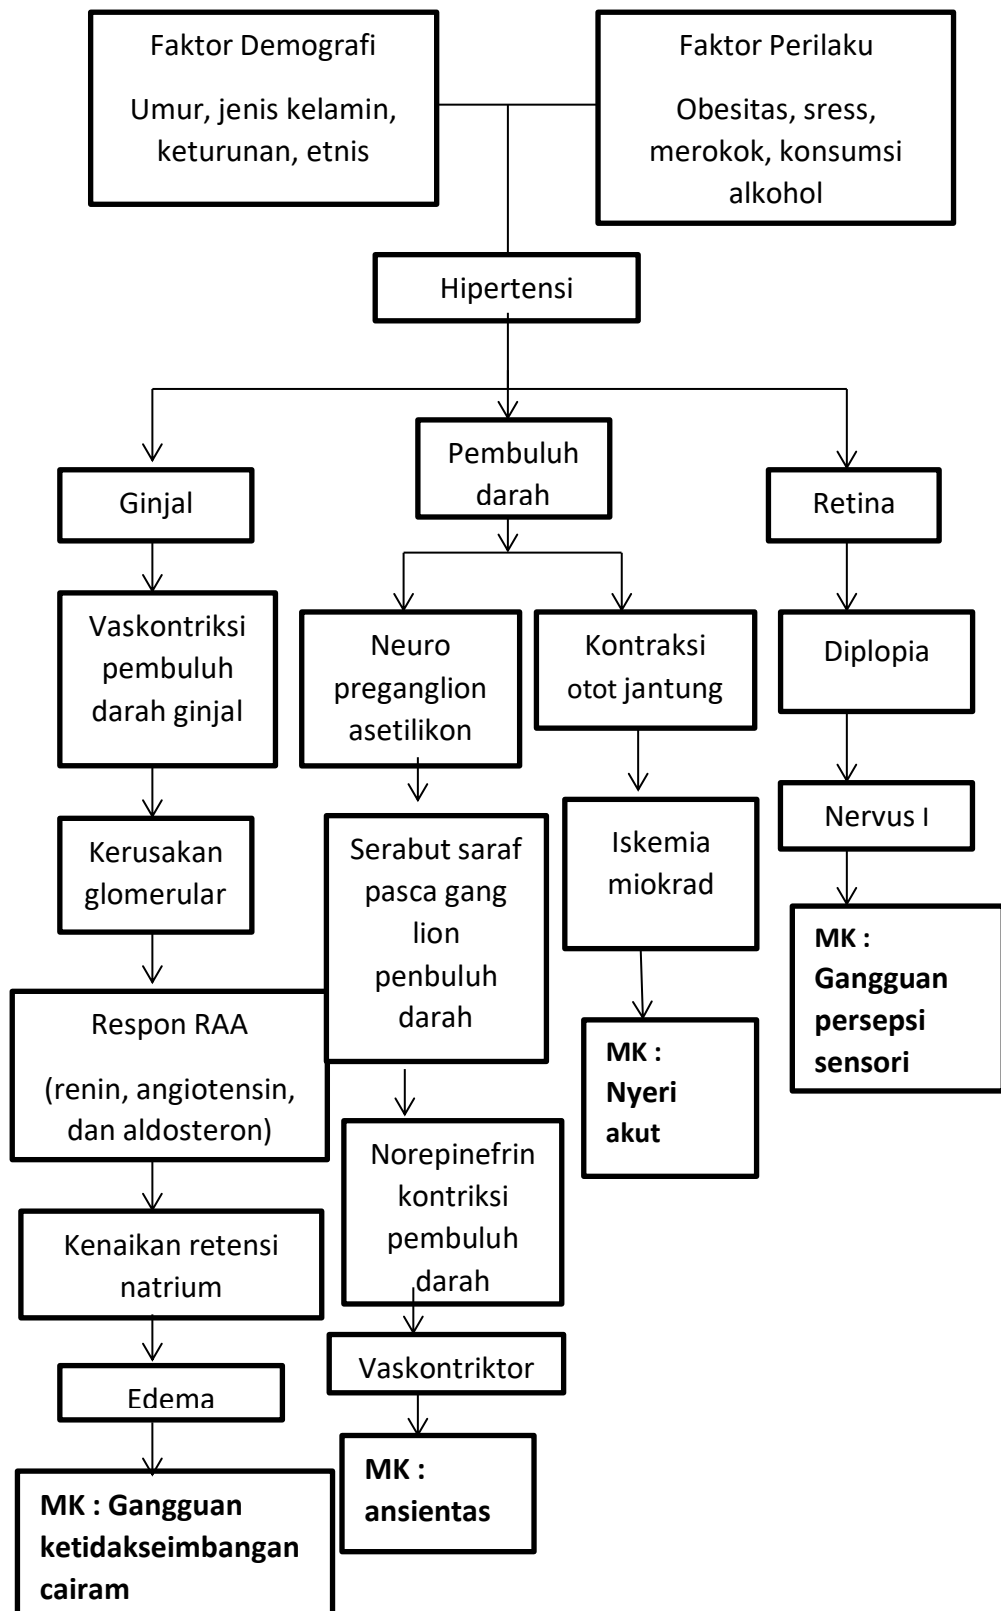 Faktor Demografi
Umur, jenis kelamin,
keturunan, etnis
Faktor Perilaku
Obesitas, sress,
merokok, konsumsi
alkohol
Hipertensi
Ginjal
Pembuluh
darah
Retina
Vaskontriksi
pembuluh
darah ginjal
Neuro
preganglion
asetilikon
Kontraksi
otot jantung
Diplopia
Kerusakan
glomerular
Serabut saraf
pasca gang
lion
penbuluh
darah
Iskemia
miokrad
Nervus I
MK :
Gangguan
persepsi
sensori
Respon RAA
(renin, angiotensin,
dan aldosteron)
MK :
Nyeri
akut
Norepinefrin
kontriksi
pembuluh
darah
Kenaikan retensi
natrium
Vaskontriktor
Edema
MK :
ansientas
MK : Gangguan
ketidakseimbangan
cairam